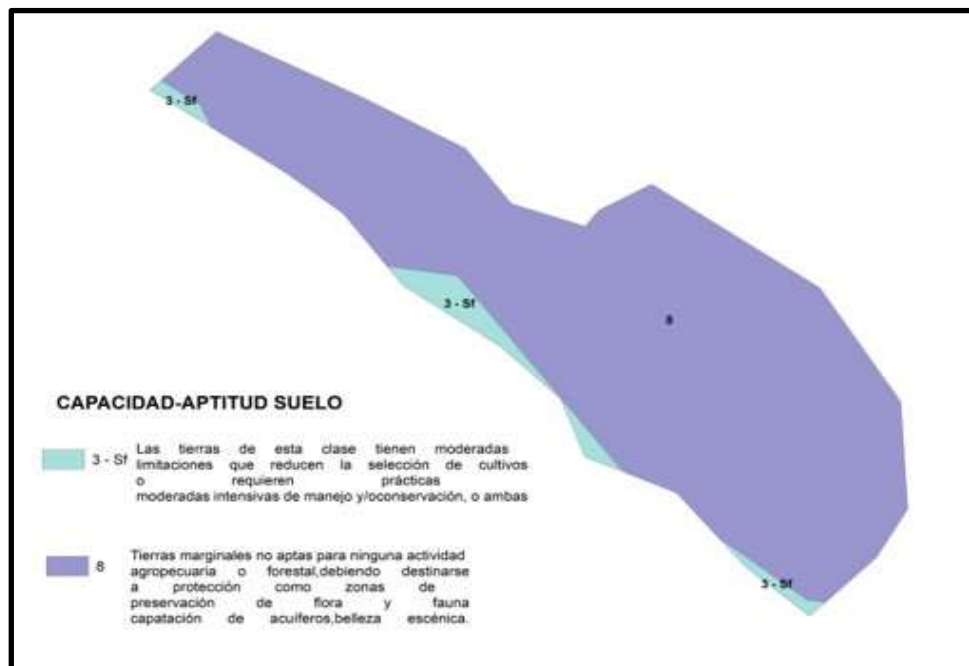 3 - Sf
3 - Sf
8
CAPACIDAD-APTITUD SUELO
3 - Sf
Las tierras de esta clase tienen moderadas
limitaciones que reducen la selección de cultivos
o requieren prácticas
moderadas intensivas de manejo y/oconservación, o ambas
8
Tierras marginales no aptas para ninguna actividad
agropecuaria o forestal,debiendo destinarse
a protección como zonas de
preservación de flora y fauna
capatación de acuíferos,belleza escénica.
3 - Sf